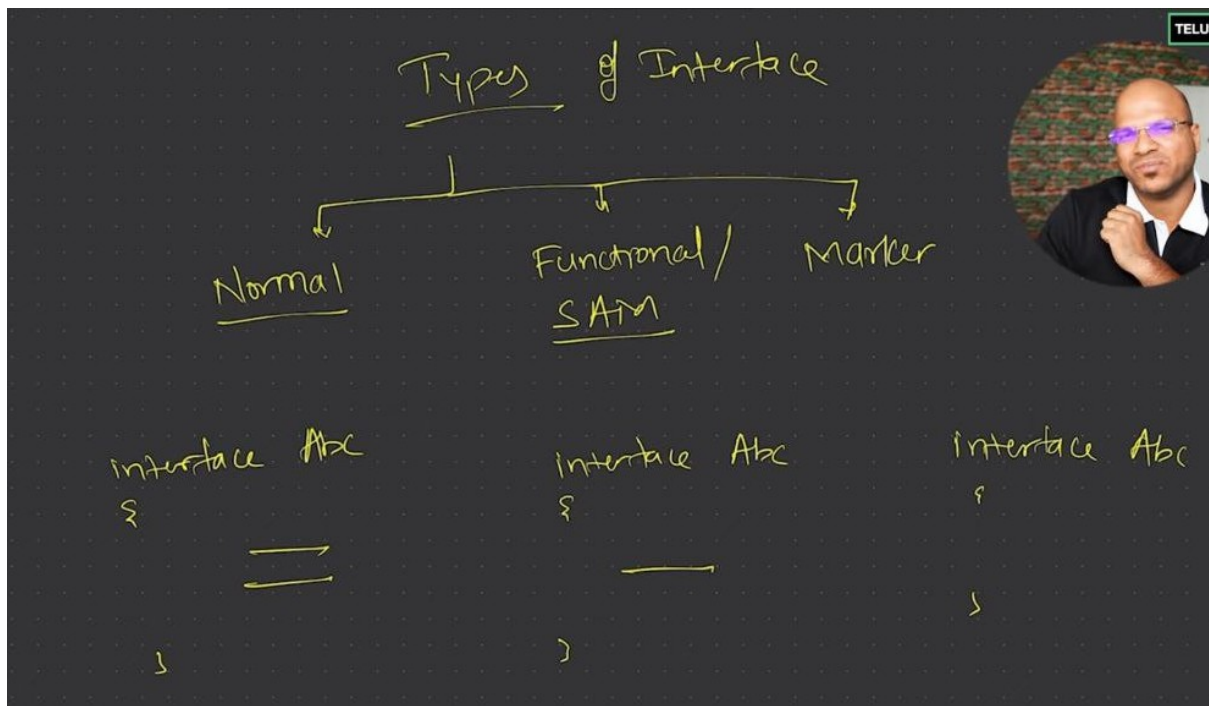 TELU
Types of Interface
Normal
Functional/
SAM
Marker
interface Abc
{
}
interface Abc
{
}
interface Abc
{
}